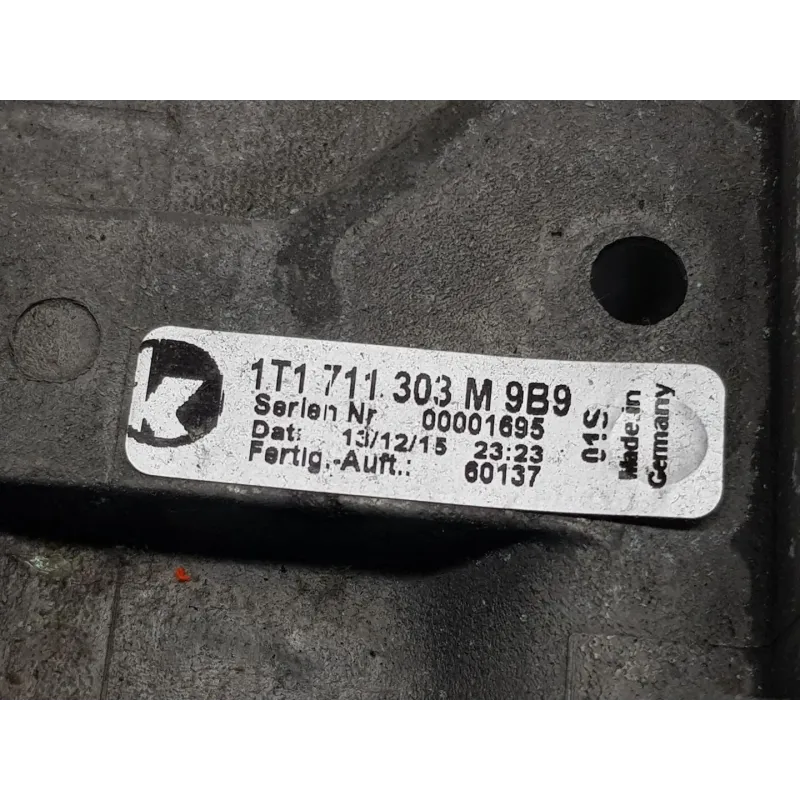 K
1T1 711 303 M 9B9
Serien Nr 00001695
Dat: 13/12/15 23:23
Fertig.-Auft.: 60137
01S
Made in
Germany